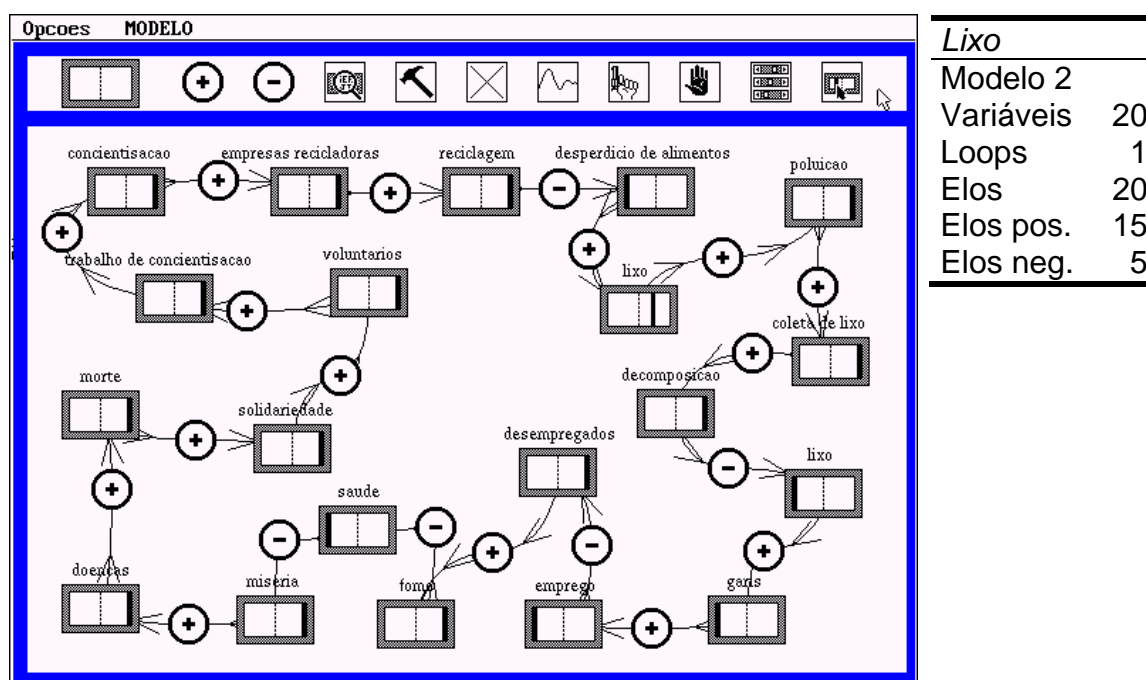 Opcoes MODELO
concientisacao
empresas recicladoras
reciclagem
desperdicio de alimentos
poluicao
trabalho de concientisacao
voluntarios
lixo
coleta de lixo
morte
solidariedade
decomposicao
desempregados
lixo
saude
doencas
miseria
fome
emprego
garis
Lixo
Modelo 2
Variáveis 20
Loops 1
Elos 20
Elos pos. 15
Elos neg. 5